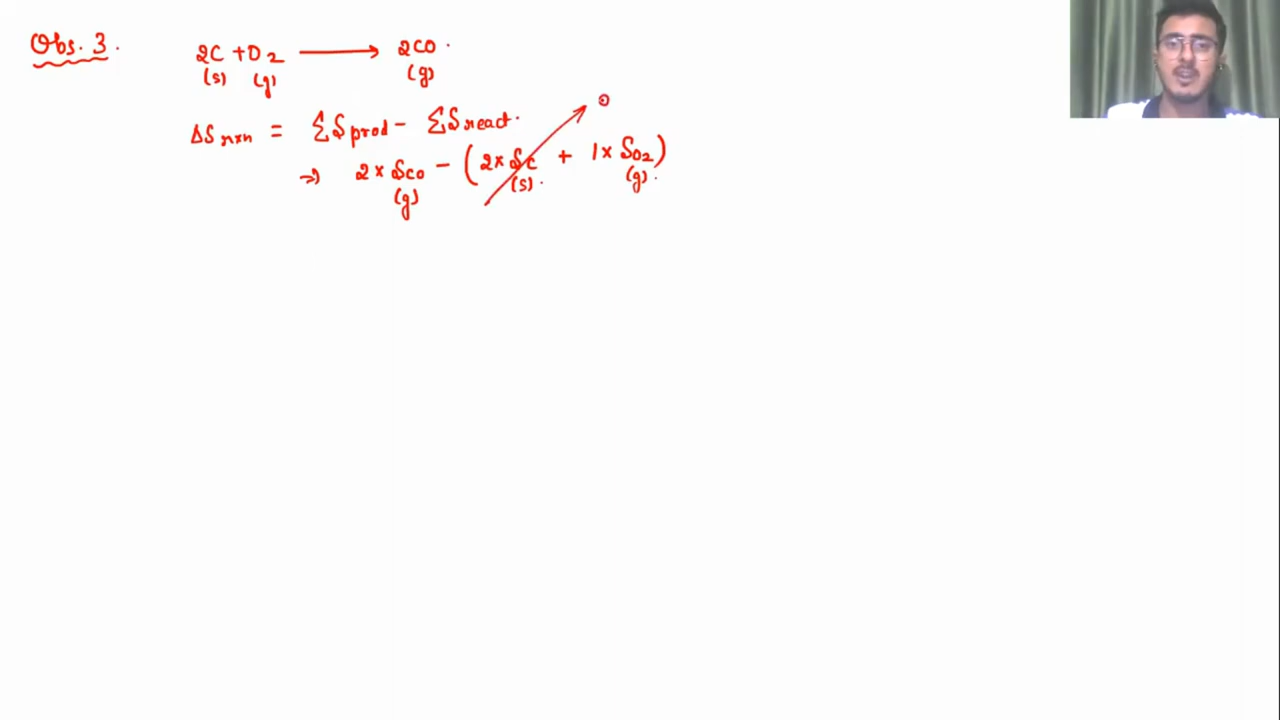 Obs. 3.
2C + O2 ⟶ 2CO.
(s) (g) (g)
ΔSrxn = ΣSprod - ΣSreact. 0
⇒ 2 × SCO - (2 × SC + 1 × SO2)
(g) (s). (g).